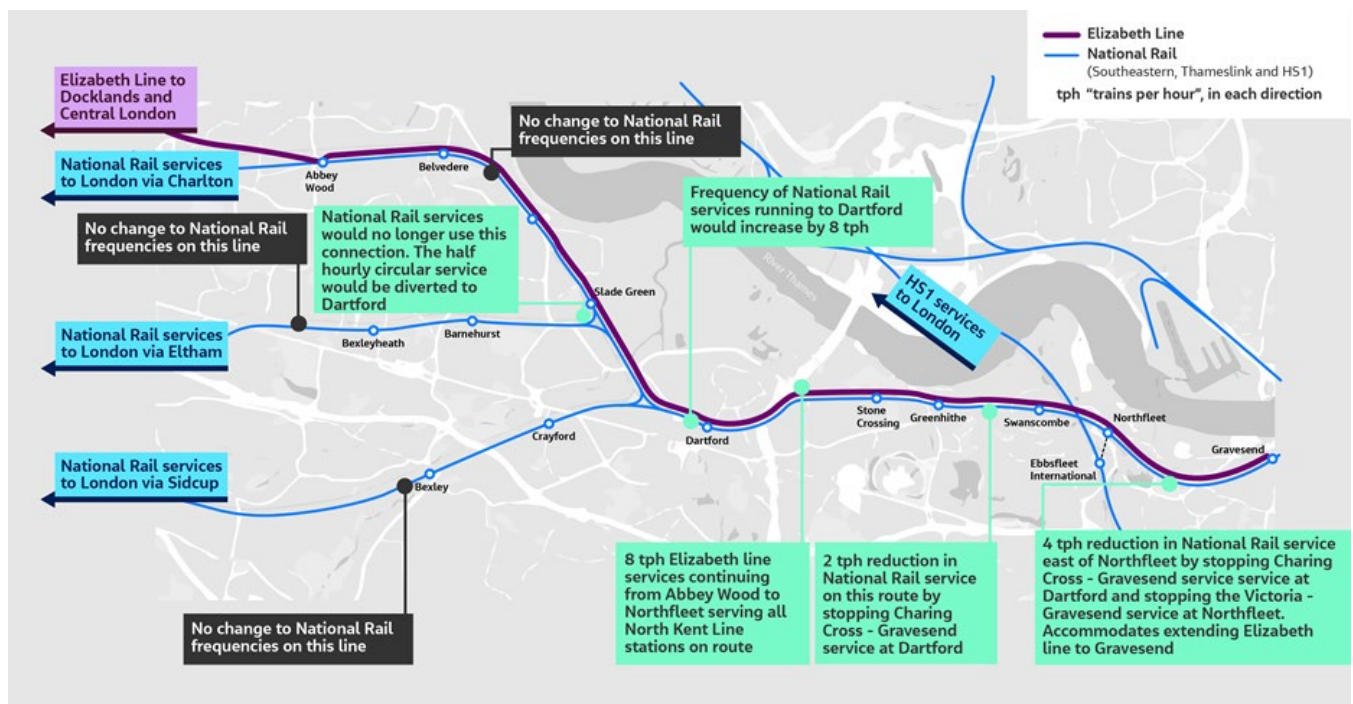 Elizabeth Line
National Rail
(Southeastern, Thameslink and HS1)
tph "trains per hour", in each direction
Elizabeth Line to
Docklands and
Central London
No change to National Rail
frequencies on this line
National Rail services
to London via Charlton
Abbey
Wood
Belvedere
Frequency of National Rail
services running to Dartford
would increase by 8 tph
No change to National Rail
frequencies on this line
National Rail services
would no longer use this
connection. The half
hourly circular service
would be diverted to
Dartford
River Thames
HS1 services
to London
Slade Green
National Rail services
to London via Eltham
Bexleyheath
Barnehurst
Crayford
Dartford
Stone
Crossing
Greenhithe
Swanscombe
Northfleet
Gravesend
Ebbsfleet
International
National Rail services
to London via Sidcup
Bexley
8 tph Elizabeth line
services continuing
from Abbey Wood to
Northfleet serving all
North Kent Line
stations on route
2 tph reduction in
National Rail service
on this route by
stopping Charing
Cross - Gravesend
service at Dartford
4 tph reduction in National Rail service
east of Northfleet by stopping Charing
Cross - Gravesend service service at
Dartford and stopping the Victoria -
Gravesend service at Northfleet.
Accommodates extending Elizabeth
line to Gravesend
No change to National Rail
frequencies on this line